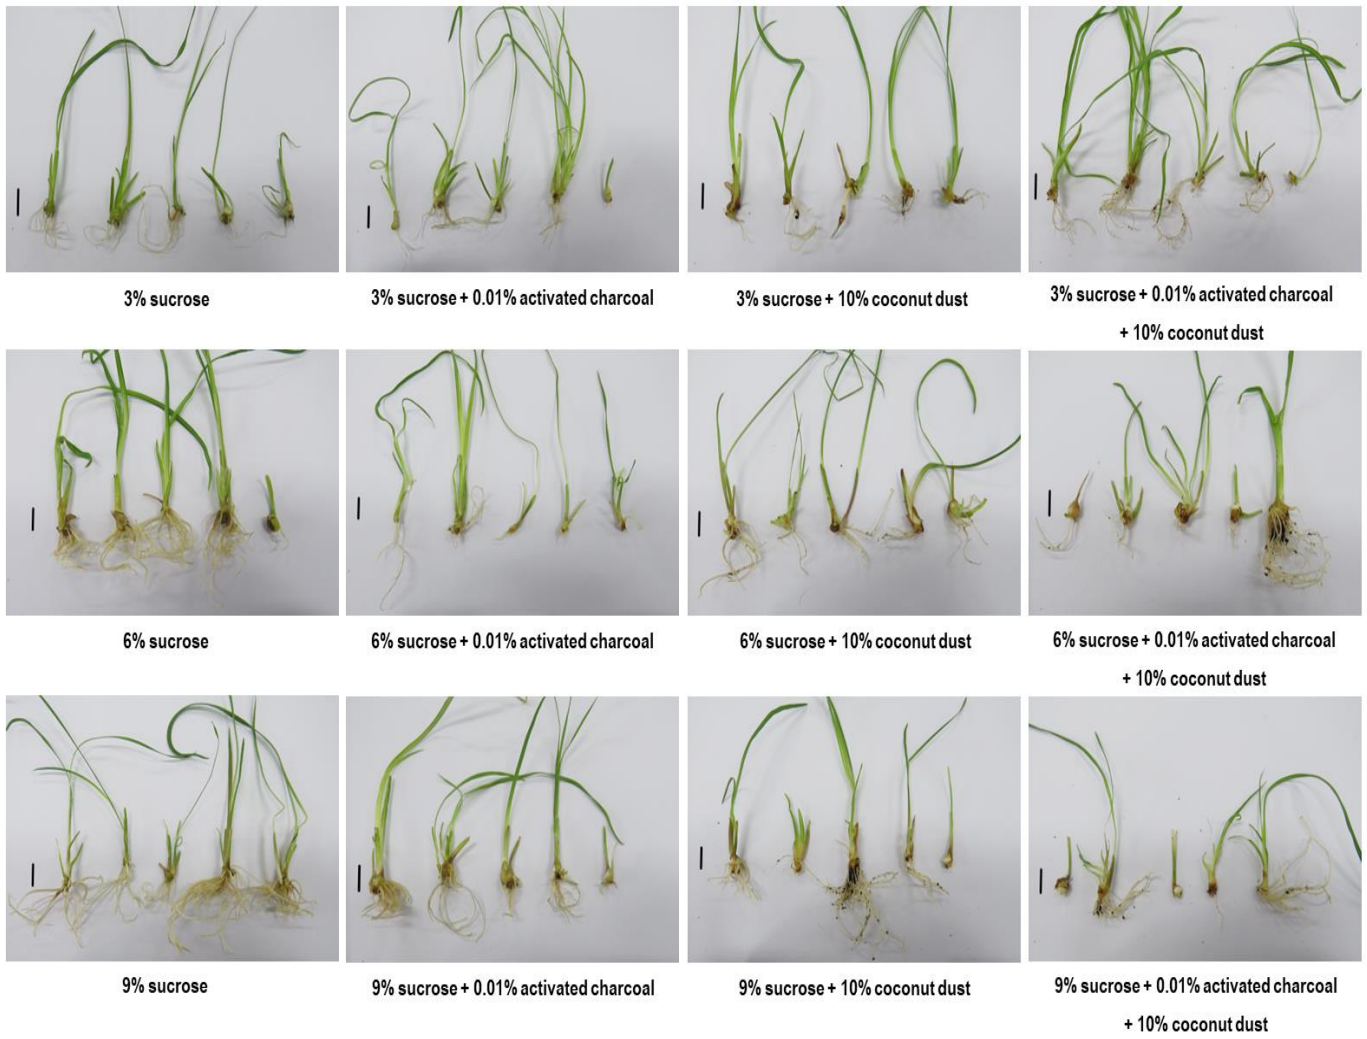 3% sucrose
3% sucrose + 0.01% activated charcoal
3% sucrose + 10% coconut dust
3% sucrose + 0.01% activated charcoal
+ 10% coconut dust
6% sucrose
6% sucrose + 0.01% activated charcoal
6% sucrose + 10% coconut dust
6% sucrose + 0.01% activated charcoal
+ 10% coconut dust
9% sucrose
9% sucrose + 0.01% activated charcoal
9% sucrose + 10% coconut dust
9% sucrose + 0.01% activated charcoal
+ 10% coconut dust